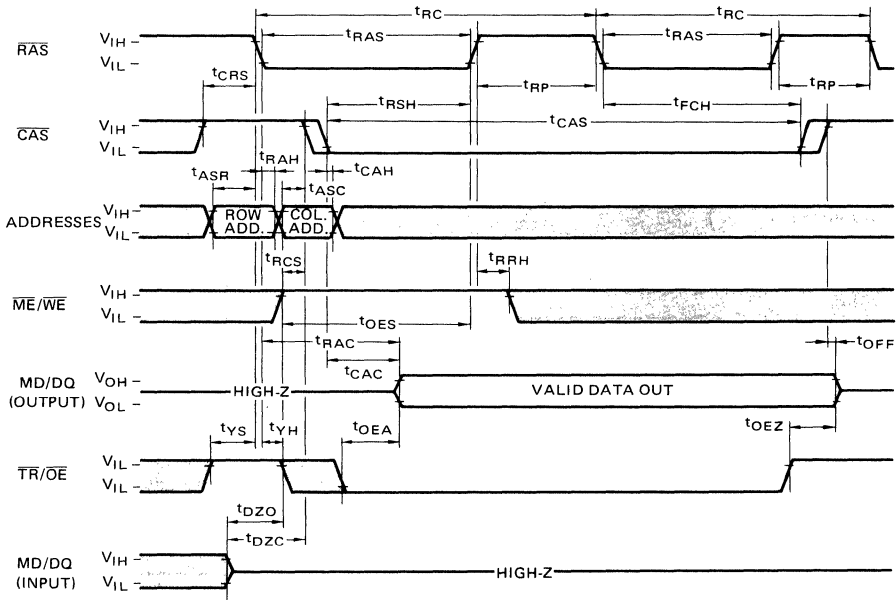 tRC tRC
RAS VIH VIL tRAS tRAS
tCRS tRP tRP
tRSH tFCH
CAS VIH VIL tCAS
tRAH tCAH
tASR tASC
ADDRESSES VIH VIL ROW ADD. COL. ADD.
tRCS tRRH
ME/WE VIH VIL
tOES
tRAC tOFF
tCAC
MD/DQ (OUTPUT) VOH VOL HIGH-Z VALID DATA OUT
tYS tYH tOEA tOEZ
TR/OE VIL VIL
tDZO
tDZC
MD/DQ (INPUT) VIH VIL HIGH-Z